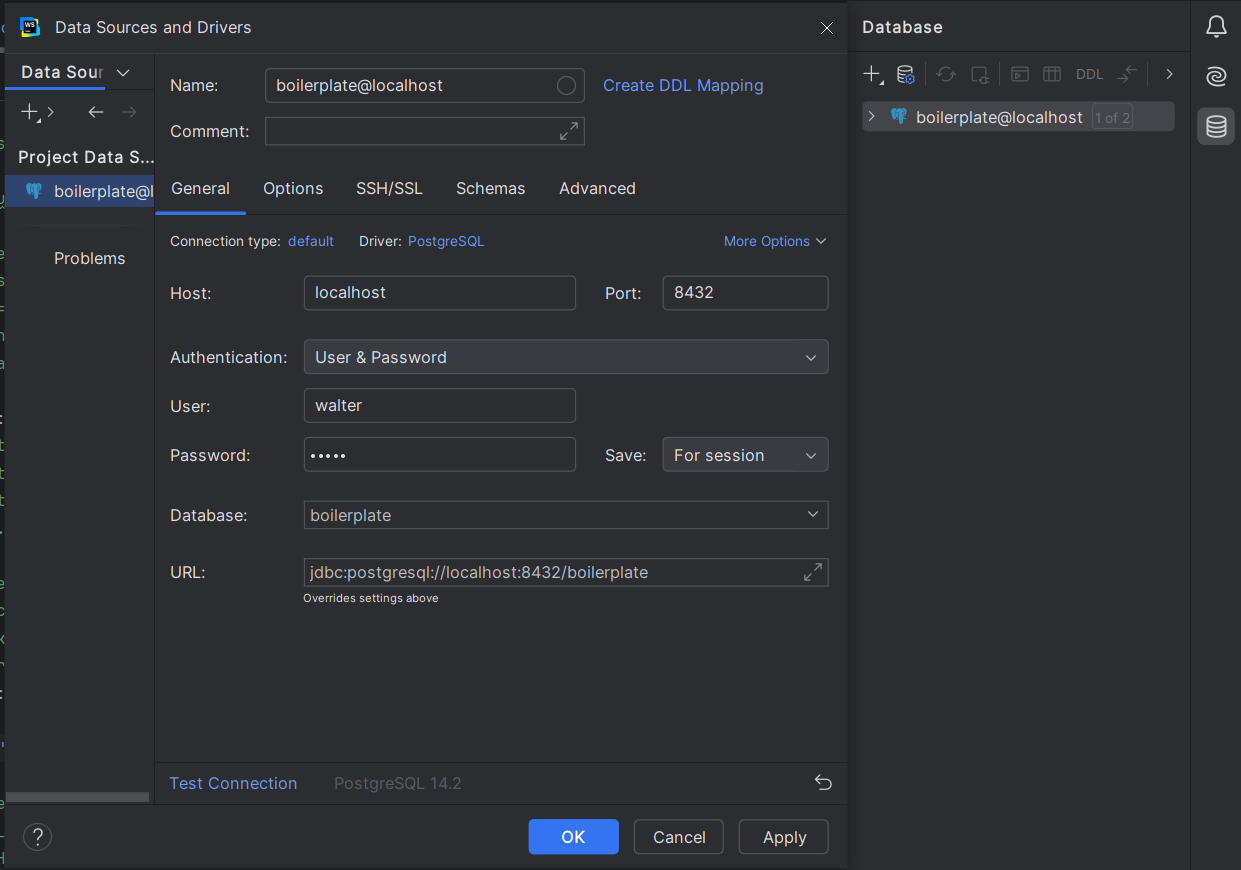 WS
Data Sources and Drivers
Data Sour
Project Data S...
boilerplate@l
Problems
Name: boilerplate@localhost Create DDL Mapping
Comment:
General Options SSH/SSL Schemas Advanced
Connection type: default Driver: PostgreSQL More Options
Host: localhost Port: 8432
Authentication: User & Password
User: walter
Password: ••••• Save: For session
Database: boilerplate
URL: jdbc:postgresql://localhost:8432/boilerplate
Overrides settings above
Test Connection PostgreSQL 14.2
? OK Cancel Apply
Database
DDL
boilerplate@localhost 1 of 2